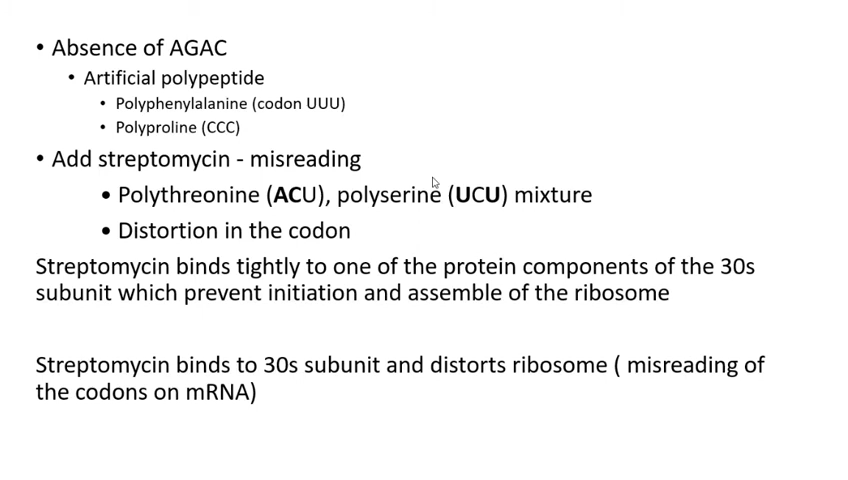 • Absence of AGAC
• Artificial polypeptide
• Polyphenylalanine (codon UUU)
• Polyproline (CCC)
• Add streptomycin - misreading
• Polythreonine (ACU), polyserine (UCU) mixture
• Distortion in the codon
Streptomycin binds tightly to one of the protein components of the 30s
subunit which prevent initiation and assemble of the ribosome
Streptomycin binds to 30s subunit and distorts ribosome ( misreading of
the codons on mRNA)